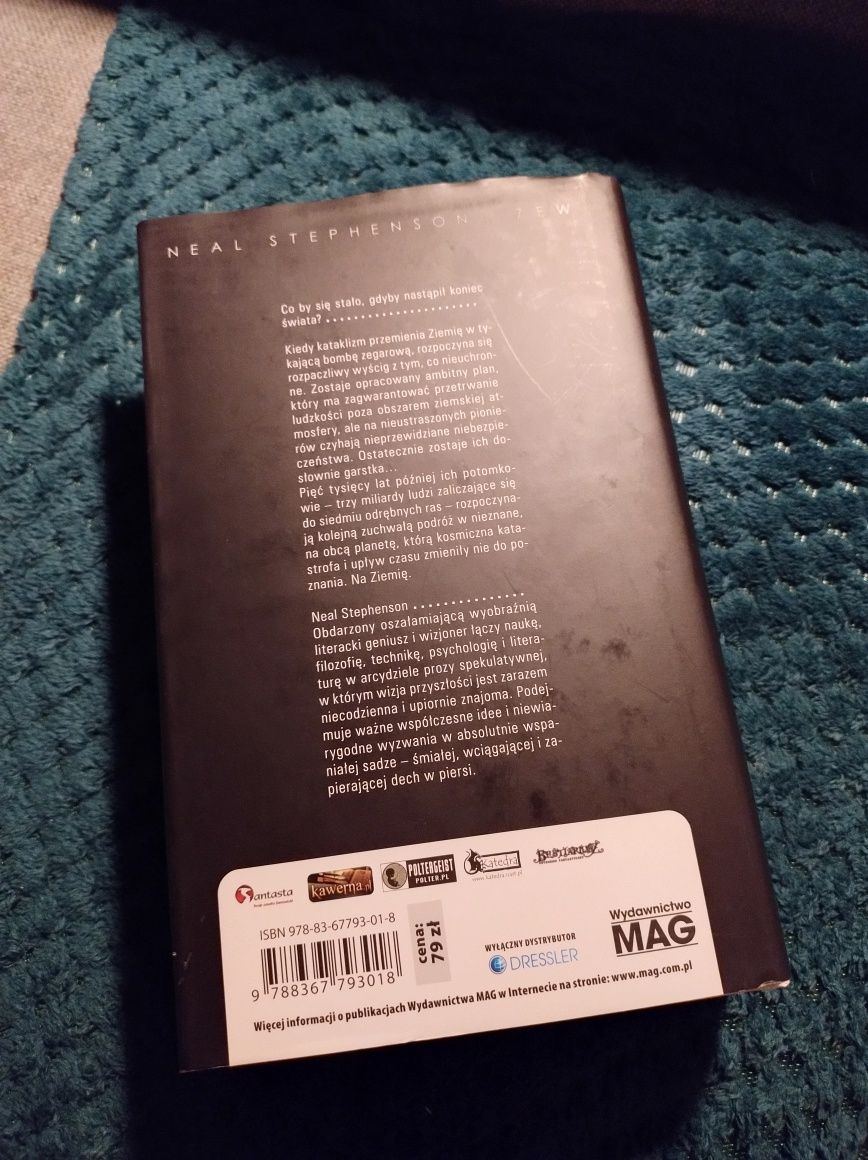 NEAL STEPHENSON 7EW
Co by się stało, gdyby nastąpił koniec
świata? ......................
Kiedy kataklizm przemienia Ziemię w ty-
kającą bombę zegarową, rozpoczyna się
rozpaczliwy wyścig z tym, co nieuchron-
ne. Zostaje opracowany ambitny plan,
który ma zagwarantować przetrwanie
ludzkości poza obszarem ziemskiej at-
mosfery, ale na nieustraszonych pionie-
rów czyhają nieprzewidziane niebezpie-
czeństwa. Ostatecznie zostaje ich do-
słownie garstka...
Pięć tysięcy lat później ich potomko-
wie – trzy miliardy ludzi zaliczające się
do siedmiu odrębnych ras – rozpoczyna-
ją kolejną zuchwałą podróż w nieznane,
na obcą planetę, którą kosmiczna kata-
strofa i upływ czasu zmieniły nie do po-
znania. Na Ziemię.
Neal Stephenson ...............
Obdarzony oszałamiającą wyobraźnią
literacki geniusz i wizjoner łączy naukę,
filozofię, technikę, psychologię i litera-
turę w arcydziele prozy spekulatywnej,
w którym wizja przyszłości jest zarazem
niecodzienna i upiornie znajoma. Podej-
muje ważne współczesne idee i niewia-
rygodne wyzwania w absolutnie wspa-
niałej sadze – śmiałej, wciągającej i za-
pierającej dech w piersi.
fantasta
kawerna.pl
POLTERGEIST
POLTER.PL
Katedra
www.katedra.nast.pl
BESTIARIUSZ
ISBN 978-83-67793-01-8
9 788367 793018
cena:
79 zł
WYŁĄCZNY DYSTRYBUTOR
DRESSLER
Wydawnictwo
MAG
Więcej informacji o publikacjach Wydawnictwa MAG w Internecie na stronie: www.mag.com.pl